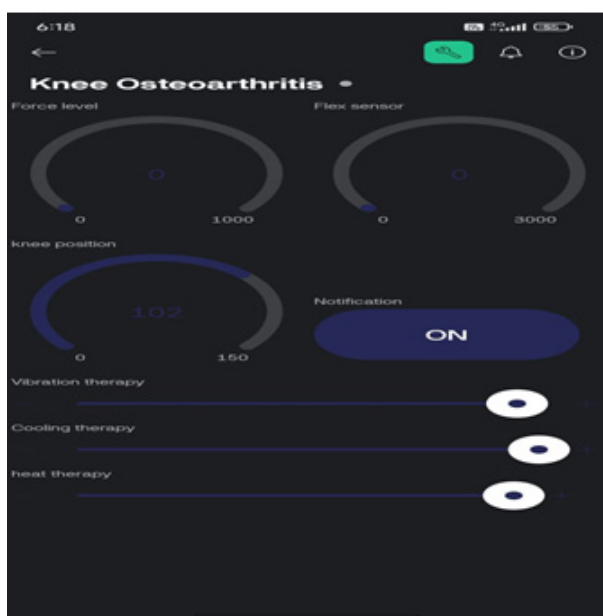 6:18
Knee Osteoarthritis
Force level
Flex sensor
0
0
0 1000
0 3000
knee position
102
0 150
Notification
ON
Vibration therapy
Cooling therapy
heat therapy